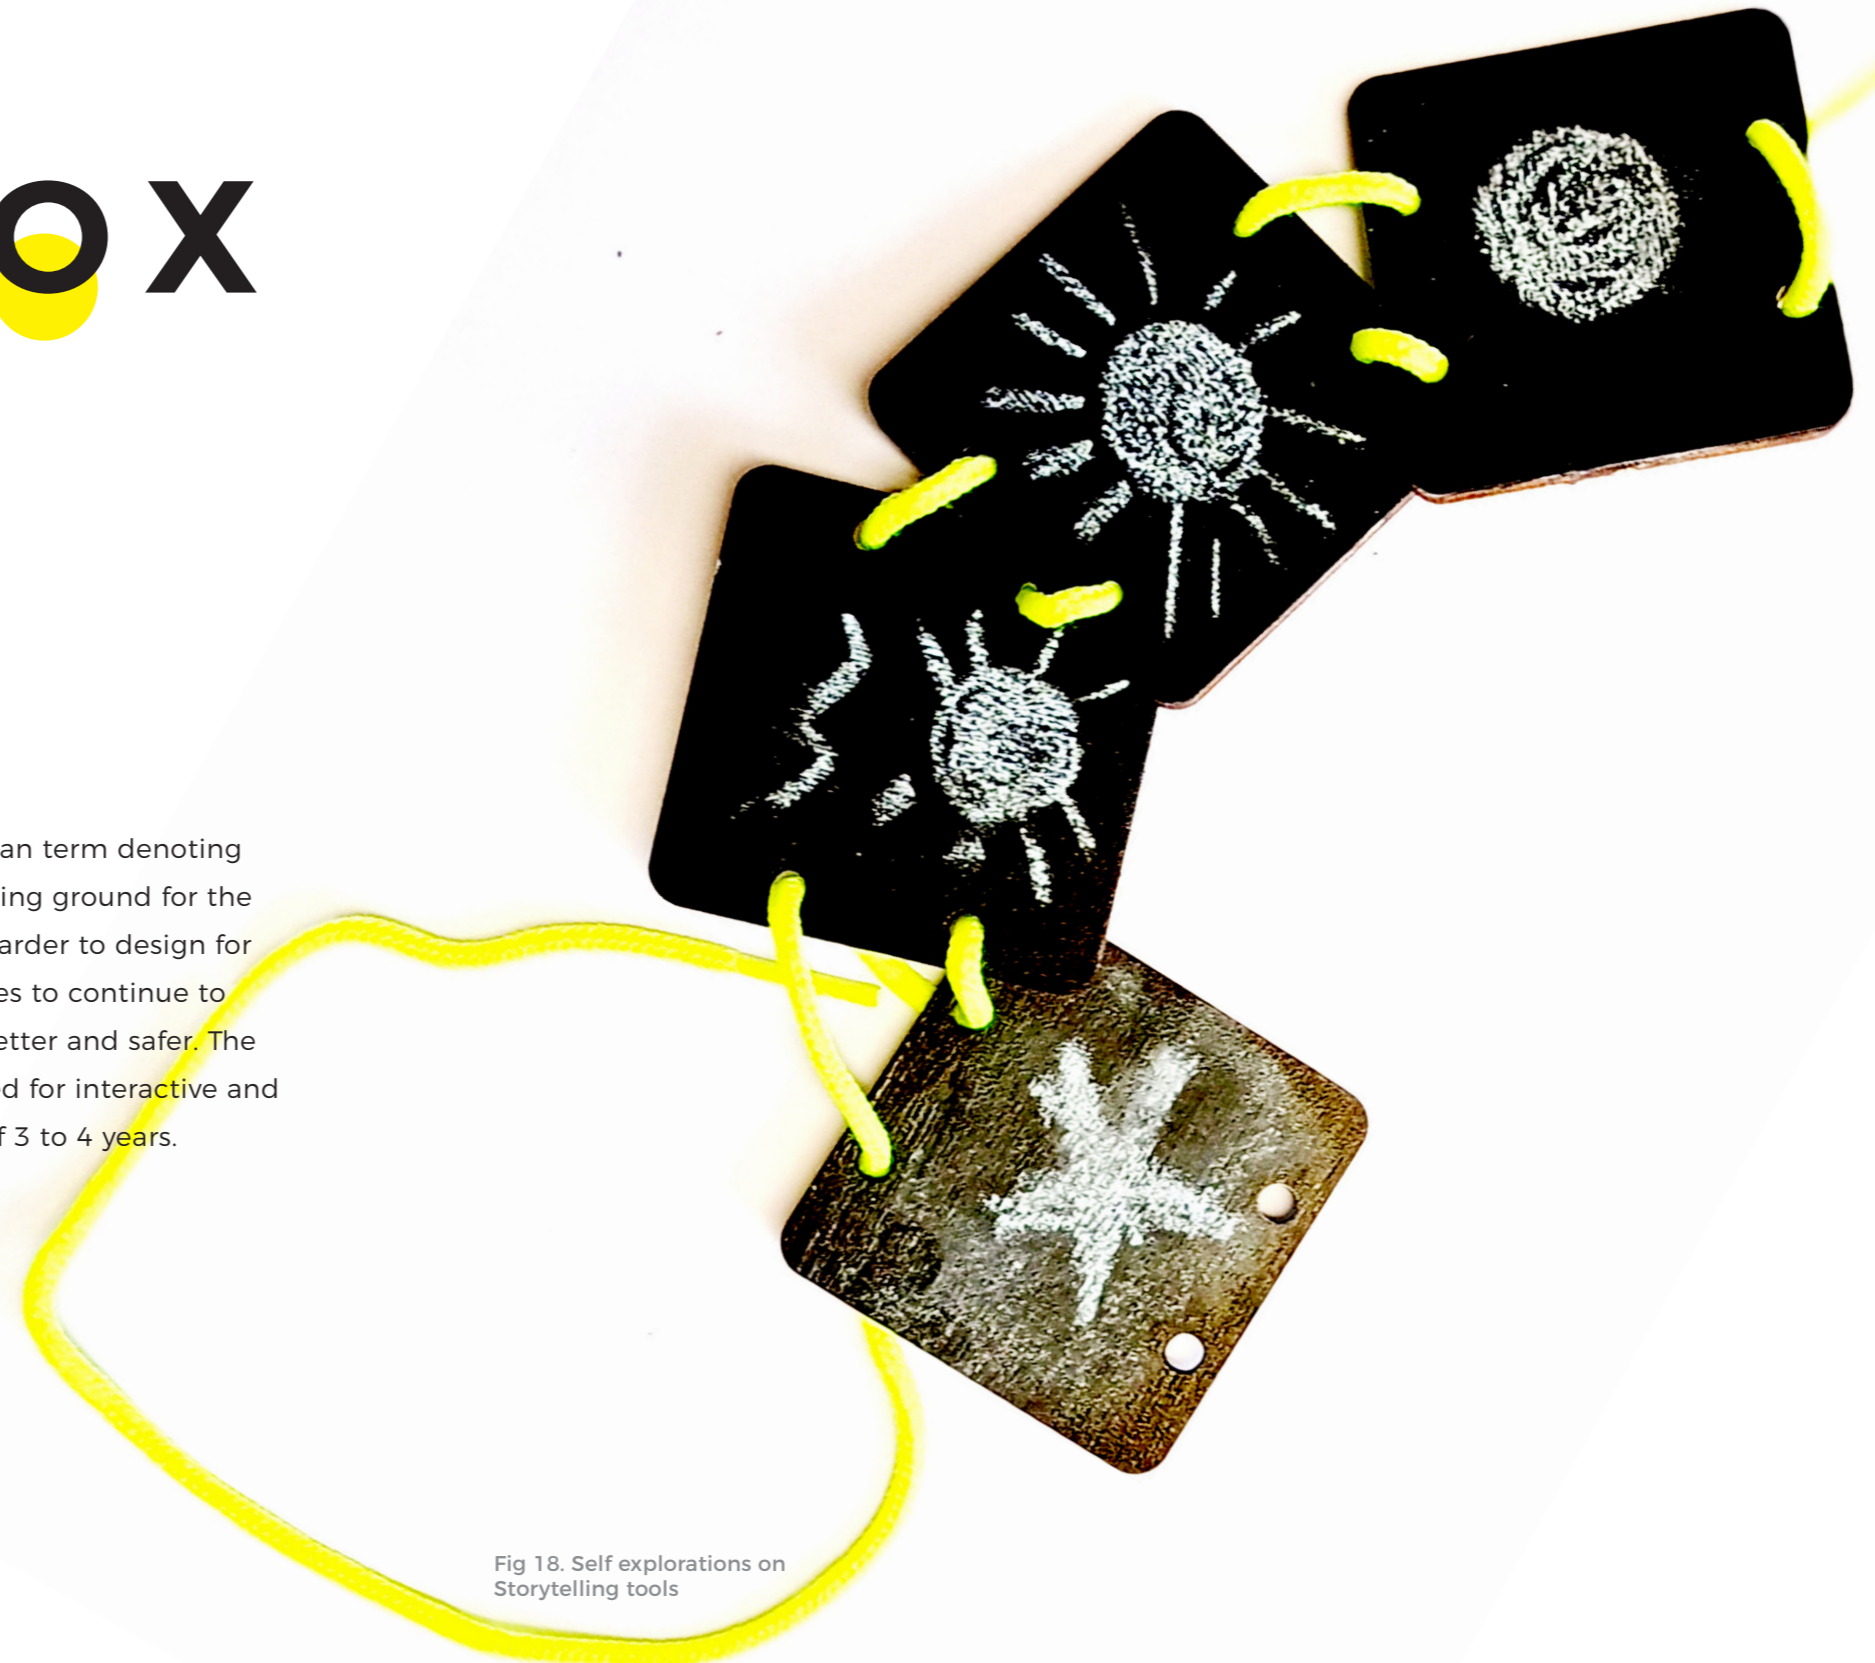 OX
an term denoting
ing ground for the
arder to design for
es to continue to
etter and safer. The
d for interactive and
f 3 to 4 years.
Fig 18. Self explorations on
Storytelling tools